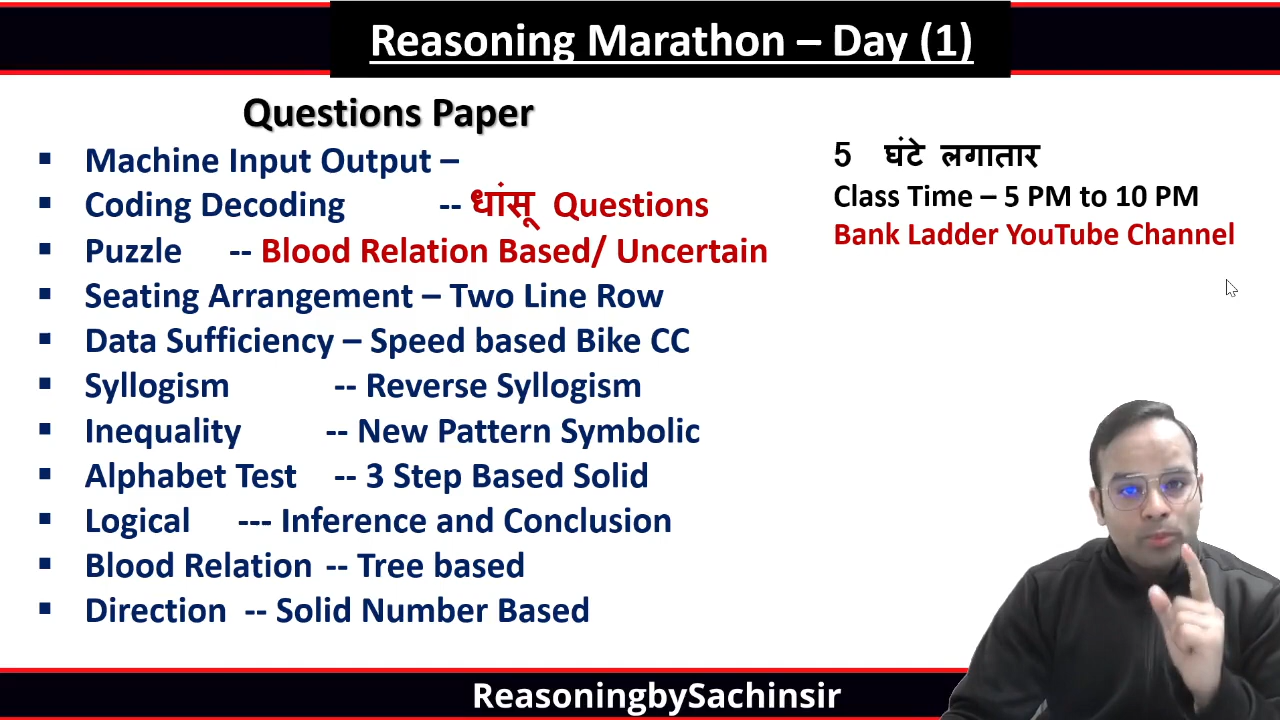 Reasoning Marathon – Day (1)
Questions Paper
▪ Machine Input Output –
▪ Coding Decoding -- धांसू Questions
▪ Puzzle -- Blood Relation Based/ Uncertain
▪ Seating Arrangement – Two Line Row
▪ Data Sufficiency – Speed based Bike CC
▪ Syllogism -- Reverse Syllogism
▪ Inequality -- New Pattern Symbolic
▪ Alphabet Test -- 3 Step Based Solid
▪ Logical --- Inference and Conclusion
▪ Blood Relation -- Tree based
▪ Direction -- Solid Number Based
5 घंटे लगातार
Class Time – 5 PM to 10 PM
Bank Ladder YouTube Channel
ReasoningbySachinsir